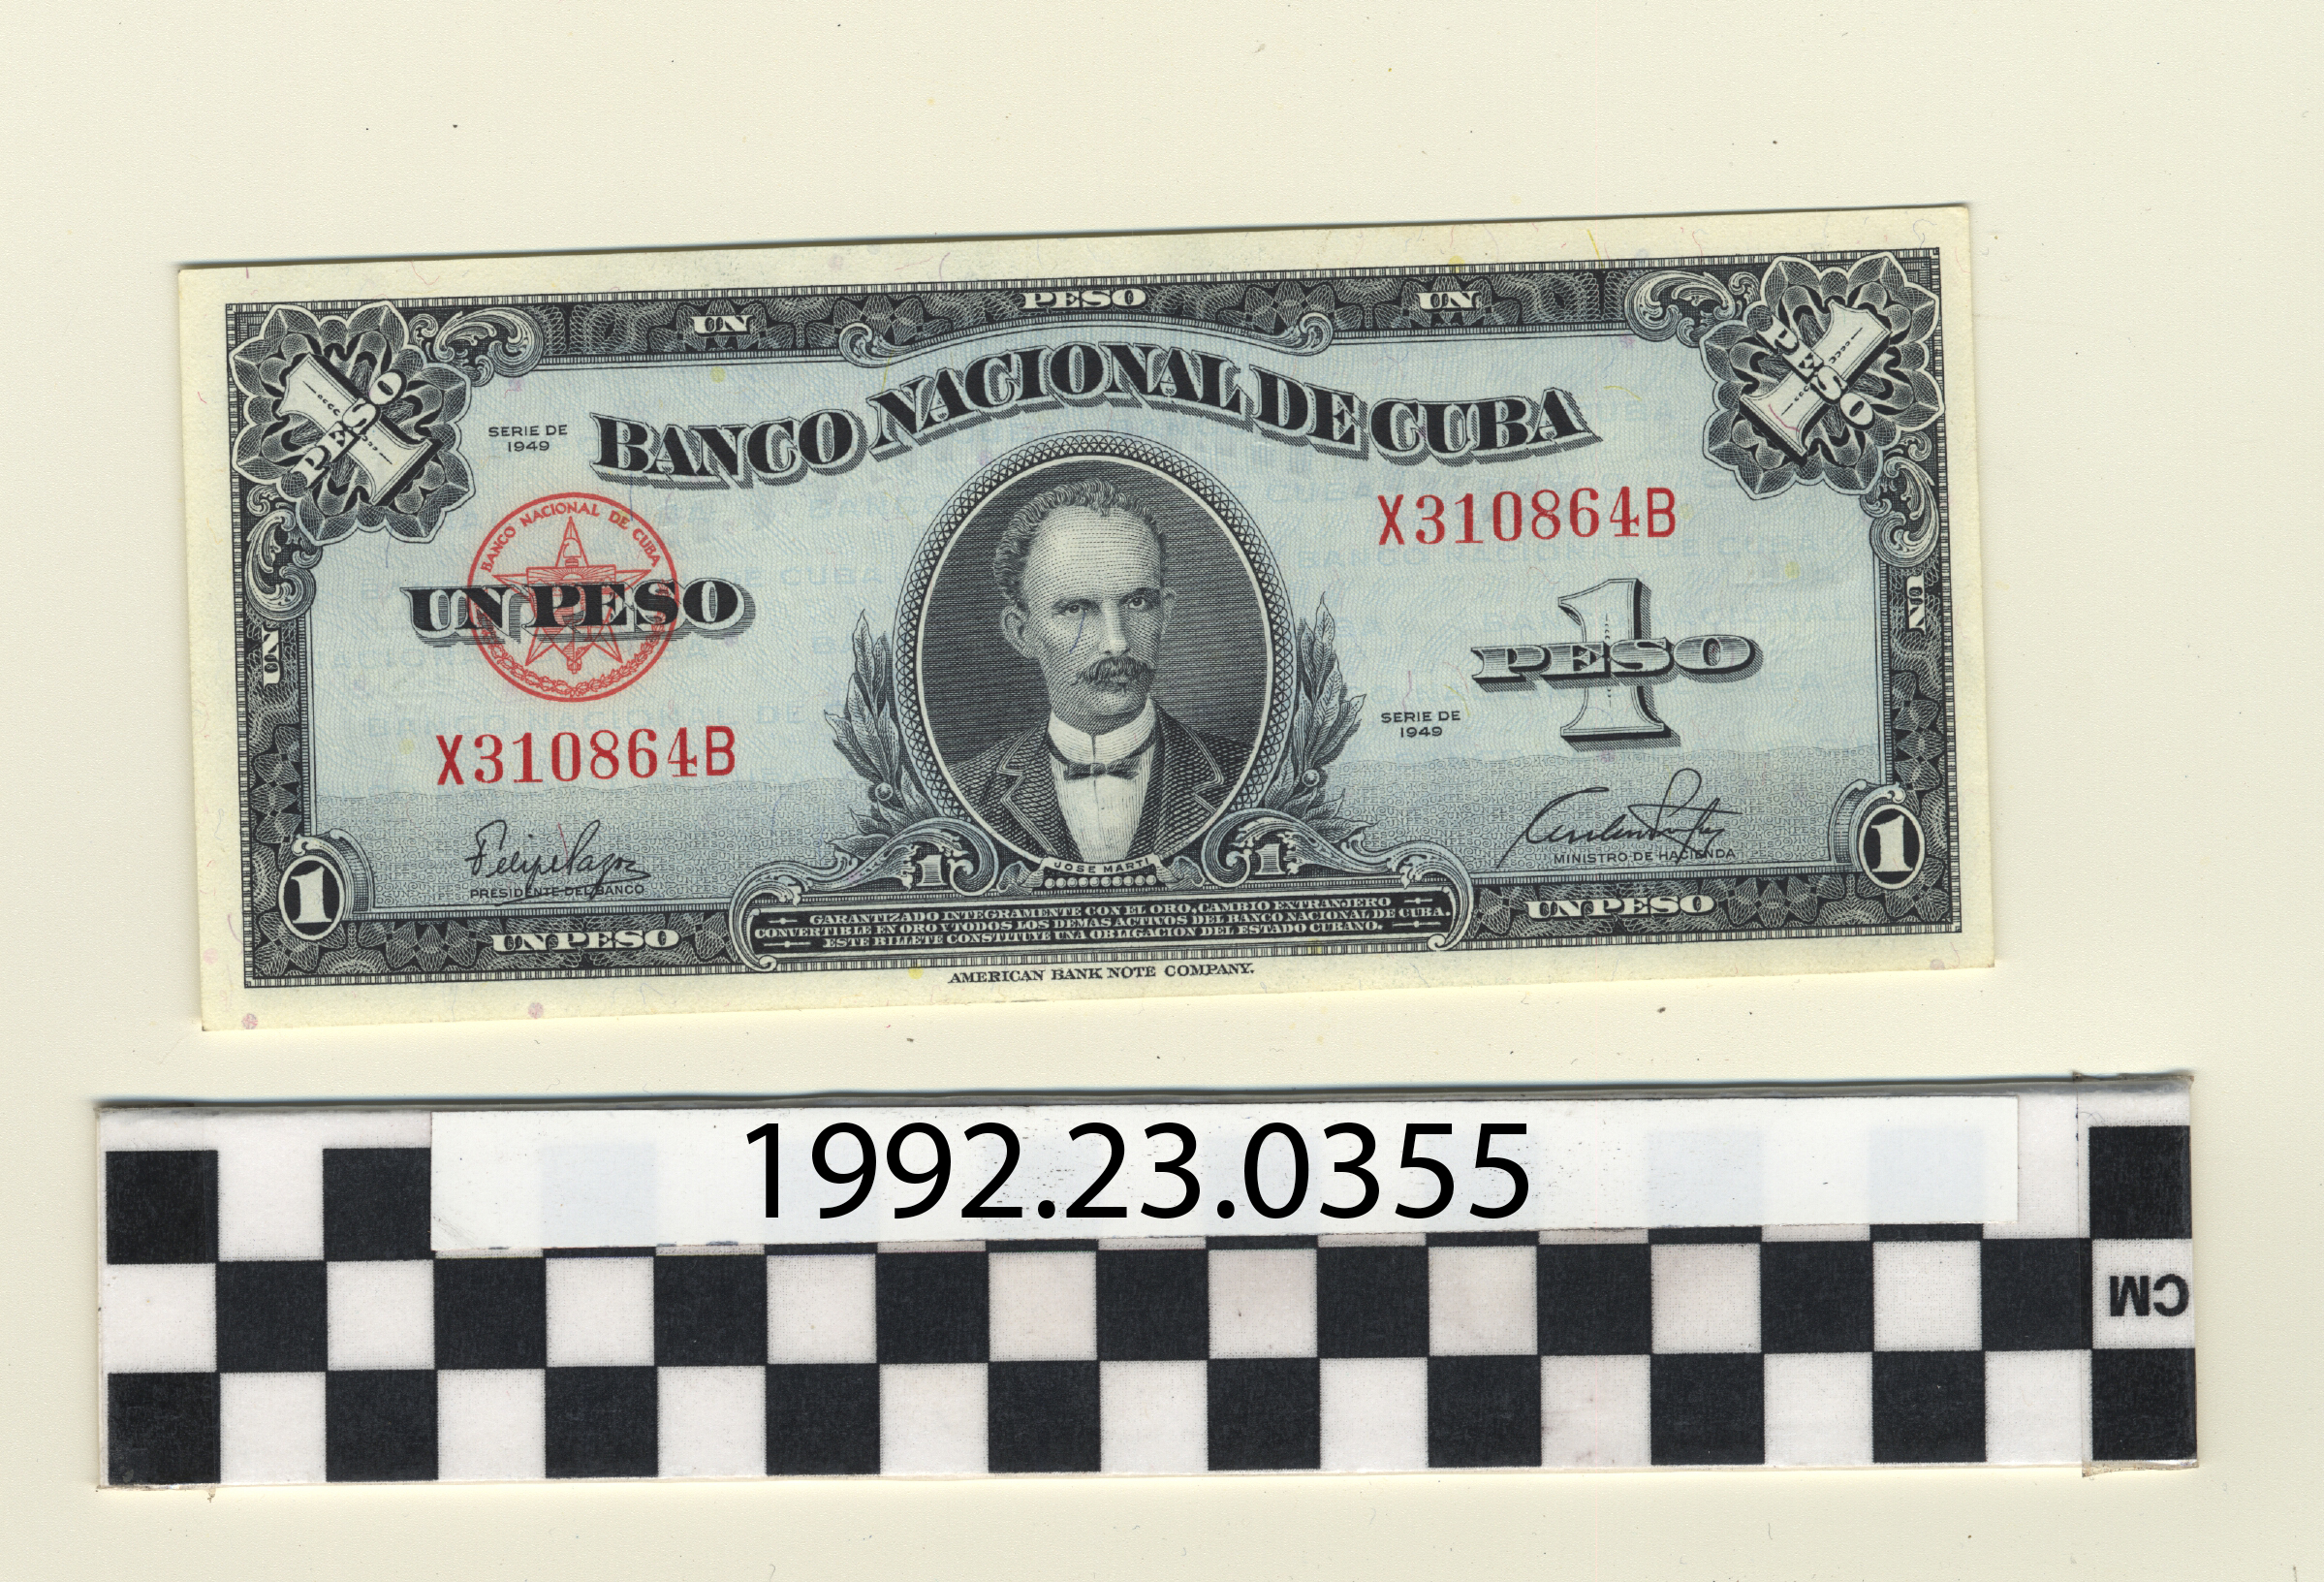 UN PESO UN
1 PESO
1 PESO
BANCO NACIONAL DE CUBA
SERIE DE
1949
X310864B
BANCO NACIONAL DE CUBA
UN PESO
1 PESO
UN
UN
X310864B
SERIE DE
1949
Felipe Pazos
PRESIDENTE DEL BANCO
MINISTRO DE HACIENDA
JOSE MARTI
1 1
1 1
GARANTIZADO INTEGRAMENTE CON EL ORO, CAMBIO EXTRANJERO
CONVERTIBLE EN ORO Y TODOS LOS DEMAS ACTIVOS DEL BANCO NACIONAL DE CUBA.
ESTE BILLETE CONSTITUYE UNA OBLIGACION DEL ESTADO CUBANO.
UN PESO
UN PESO
AMERICAN BANK NOTE COMPANY.
1992.23.0355
CM